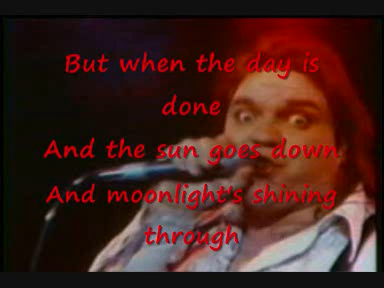 But when the day is
done
And the sun goes down
And moonlight's shining
through